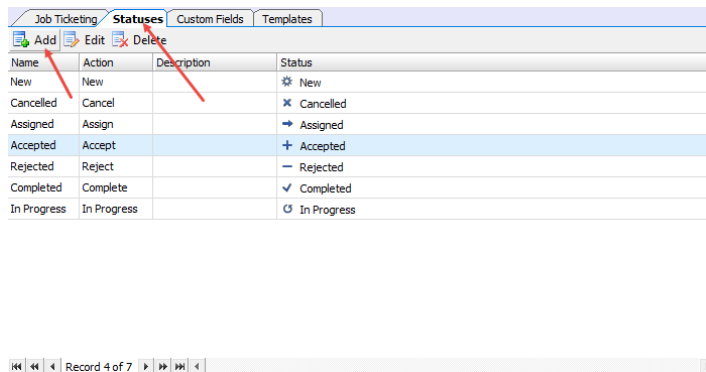 Job Ticketing Statuses Custom Fields Templates
Add Edit Delete
Name Action Description Status
New New New
Cancelled Cancel Cancelled
Assigned Assign Assigned
Accepted Accept Accepted
Rejected Reject Rejected
Completed Complete Completed
In Progress In Progress In Progress
Record 4 of 7